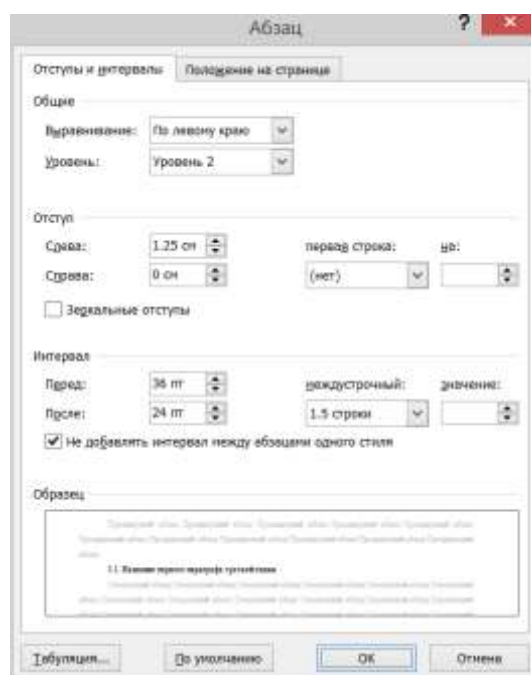 Абзац ?
Отступы и интервалы Положение на странице
Общие
Выравнивание: По левому краю
Уровень: Уровень 2
Отступ
Слева: 1.25 см первая строка: на:
Справа: 0 см (нет)
Зеркальные отступы
Интервал
Перед: 36 пт междустрочный: значение:
После: 24 пт 1.5 строки
Не добавлять интервал между абзацами одного стиля
Образец
Табуляция... По умолчанию ОК Отмена